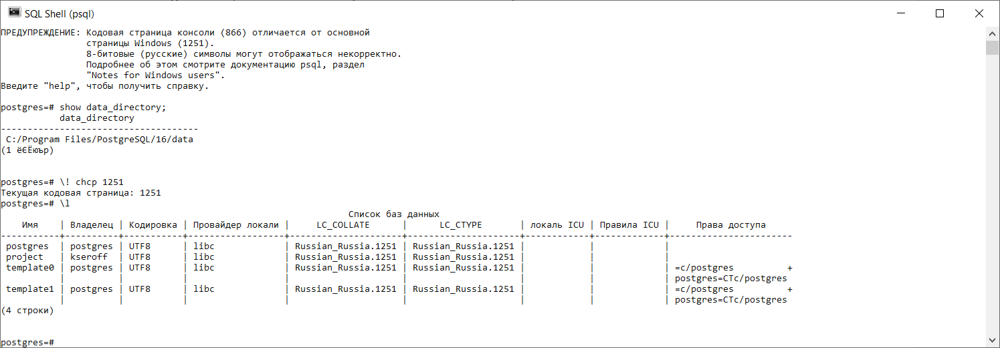 SQL Shell (psql)
ПРЕДУПРЕЖДЕНИЕ: Кодовая страница консоли (866) отличается от основной
страницы Windows (1251).
8-битовые (русские) символы могут отображаться некорректно.
Подробнее об этом смотрите документацию psql, раздел
"Notes for Windows users".
Введите "help", чтобы получить справку.
postgres=# show data_directory;
data_directory
-------------------------------------
C:/Program Files/PostgreSQL/16/data
(1 ёЄЁюър)
postgres=# \! chcp 1251
Текущая кодовая страница: 1251
postgres=# \l
Список баз данных
Имя | Владелец | Кодировка | Провайдер локали | LC_COLLATE | LC_CTYPE | локаль ICU | Правила ICU | Права доступа
-----------+----------+-----------+------------------+---------------------+---------------------+------------+-------------+-----------------------
postgres | postgres | UTF8 | libc | Russian_Russia.1251 | Russian_Russia.1251 | | |
project | kseroff | UTF8 | libc | Russian_Russia.1251 | Russian_Russia.1251 | | |
template0 | postgres | UTF8 | libc | Russian_Russia.1251 | Russian_Russia.1251 | | | =c/postgres +
| | | | | | | | postgres=CTc/postgres
template1 | postgres | UTF8 | libc | Russian_Russia.1251 | Russian_Russia.1251 | | | =c/postgres +
| | | | | | | | postgres=CTc/postgres
(4 строки)
postgres=#